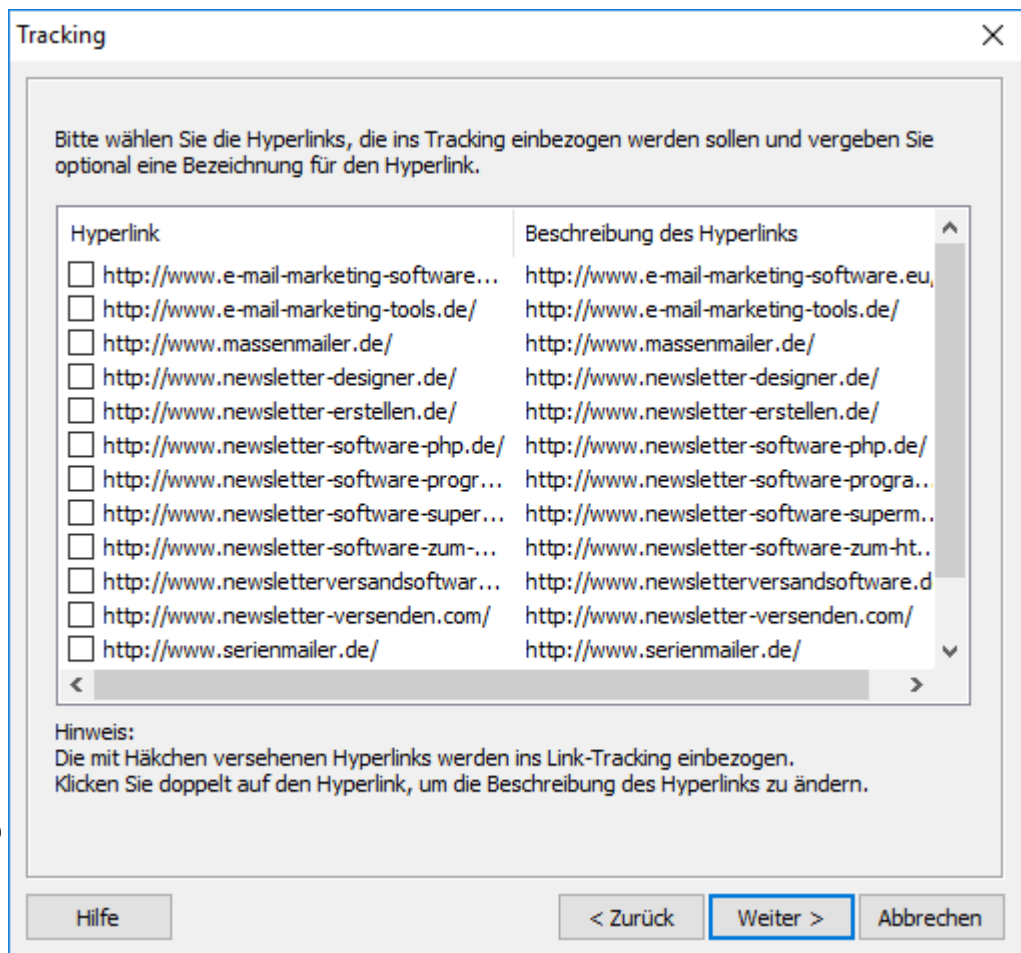 Tracking
Bitte wählen Sie die Hyperlinks, die ins Tracking einbezogen werden sollen und vergeben Sie
optional eine Bezeichnung für den Hyperlink.
Hyperlink Beschreibung des Hyperlinks
http://www.e-mail-marketing-software... http://www.e-mail-marketing-software.eu,
http://www.e-mail-marketing-tools.de/ http://www.e-mail-marketing-tools.de/
http://www.massenmailer.de/ http://www.massenmailer.de/
http://www.newsletter-designer.de/ http://www.newsletter-designer.de/
http://www.newsletter-erstellen.de/ http://www.newsletter-erstellen.de/
http://www.newsletter-software-php.de/ http://www.newsletter-software-php.de/
http://www.newsletter-software-progr... http://www.newsletter-software-progra...
http://www.newsletter-software-super... http://www.newsletter-software-superm...
http://www.newsletter-software-zum-... http://www.newsletter-software-zum-ht...
http://www.newsletterversandsoftwar... http://www.newsletterversandsoftware.d
http://www.newsletter-versenden.com/ http://www.newsletter-versenden.com/
http://www.serienmailer.de/ http://www.serienmailer.de/
Hinweis:
Die mit Häkchen versehenen Hyperlinks werden ins Link-Tracking einbezogen.
Klicken Sie doppelt auf den Hyperlink, um die Beschreibung des Hyperlinks zu ändern.
Hilfe < Zurück Weiter > Abbrechen